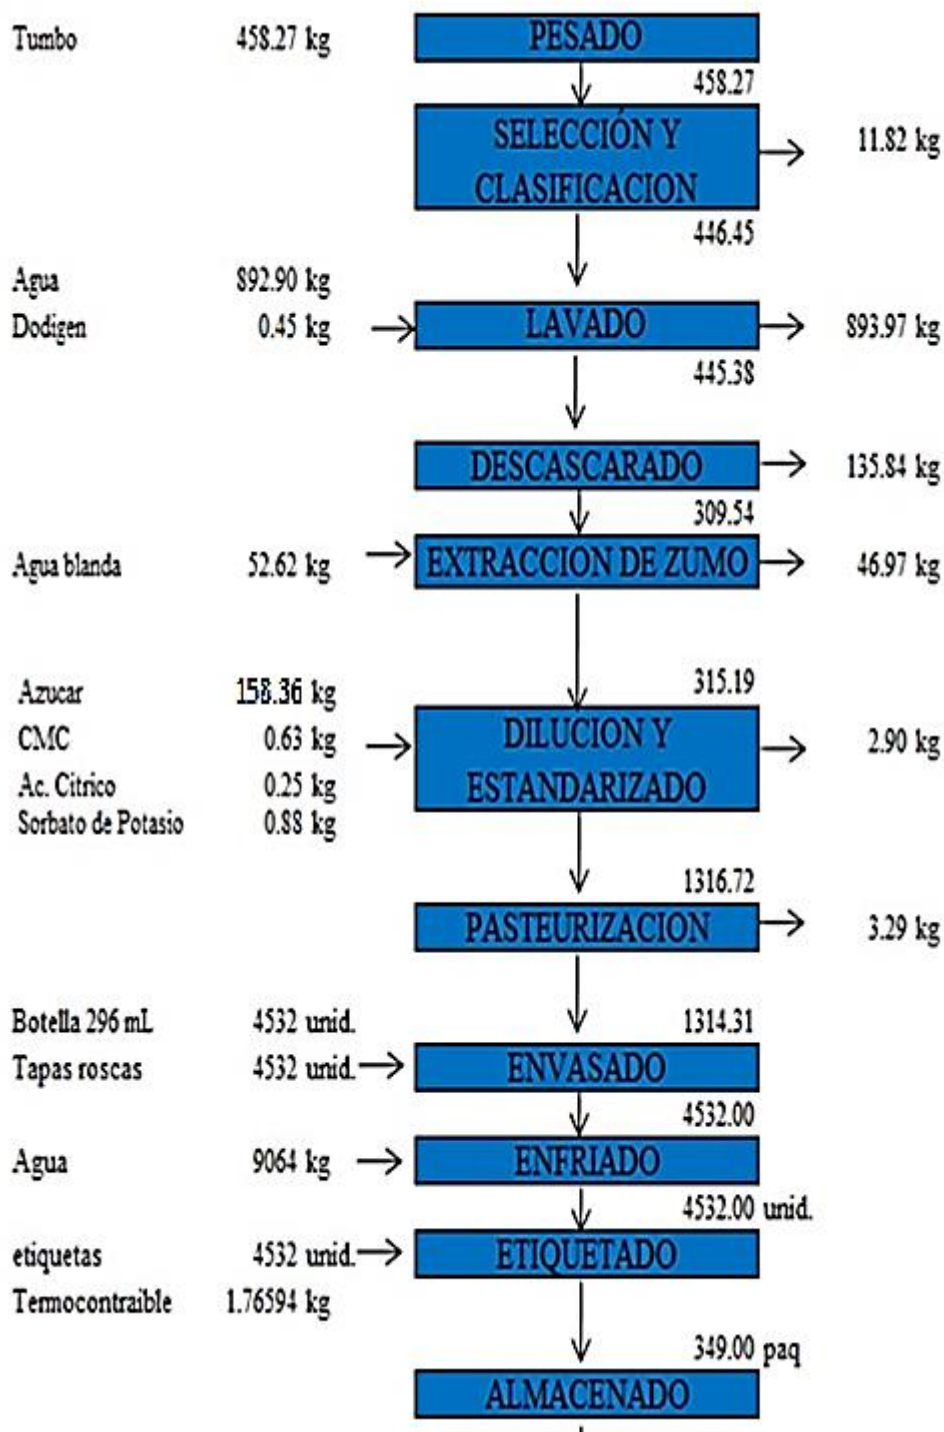 Tumbo 458.27 kg PESADO
458.27
SELECCIÓN Y
CLASIFICACION
11.82 kg
446.45
Agua 892.90 kg
Dodigen 0.45 kg LAVADO 893.97 kg
445.38
DESCASCARADO 135.84 kg
309.54
Agua blanda 52.62 kg EXTRACCION DE ZUMO 46.97 kg
315.19
Azucar 158.36 kg
CMC 0.63 kg DILUCION Y 2.90 kg
Ac. Citrico 0.25 kg ESTANDARIZADO
Sorbato de Potasio 0.88 kg
1316.72
PASTEURIZACION 3.29 kg
Botella 296 mL 4532 unid. 1314.31
Tapas roscas 4532 unid. ENVASADO
4532.00
Agua 9064 kg ENFRIADO
4532.00 unid.
etiquetas 4532 unid. ETIQUETADO
Termocontraible 1.76594 kg
349.00 paq
ALMACENADO